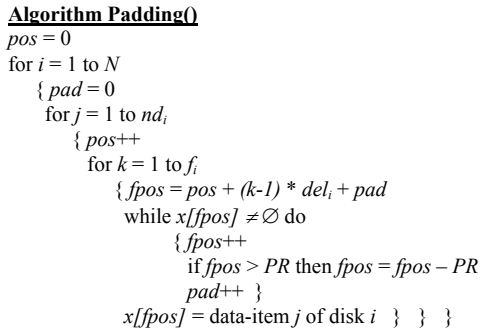 Algorithm Padding()
pos = 0
for i = 1 to N
{ pad = 0
for j = 1 to ndi
{ pos++
for k = 1 to fi
{ fpos = pos + (k-1) * deli + pad
while x[fpos] ≠∅ do
{ fpos++
if fpos > PR then fpos = fpos – PR
pad++ }
x[fpos] = data-item j of disk i } } }